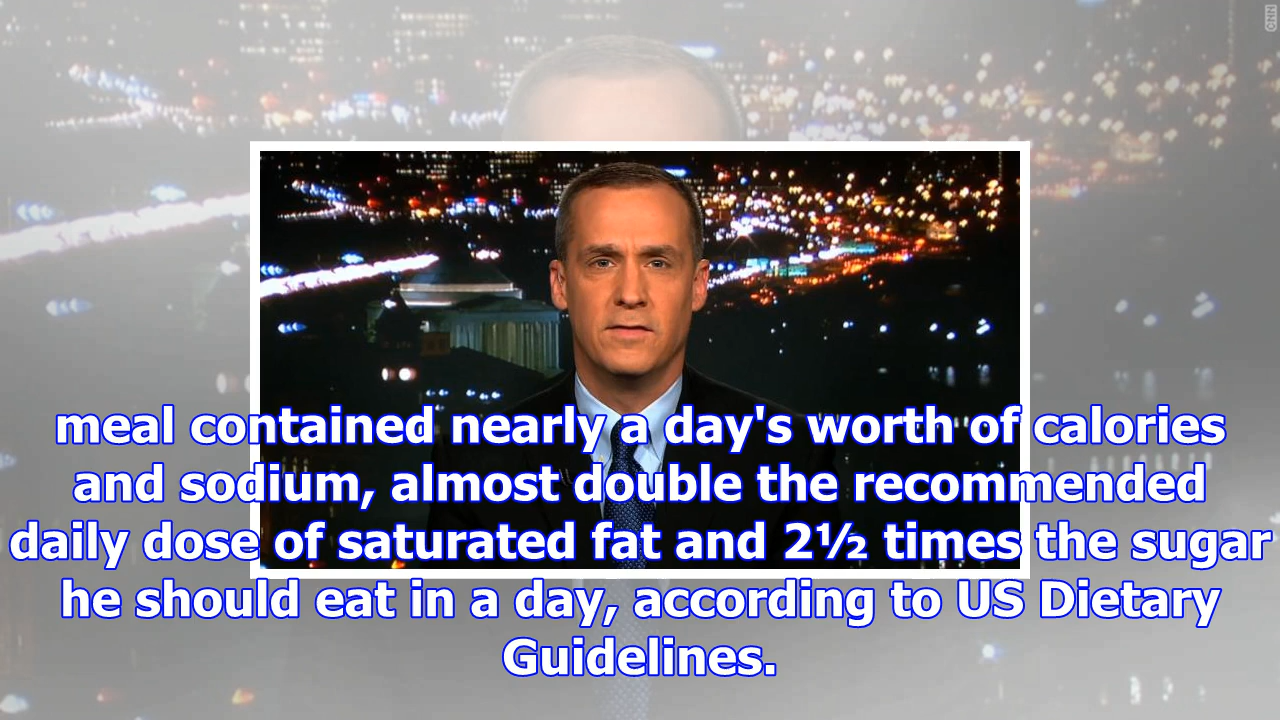 CNN
meal contained nearly a day's worth of calories
and sodium, almost double the recommended
daily dose of saturated fat and 2½ times the sugar
he should eat in a day, according to US Dietary
Guidelines.